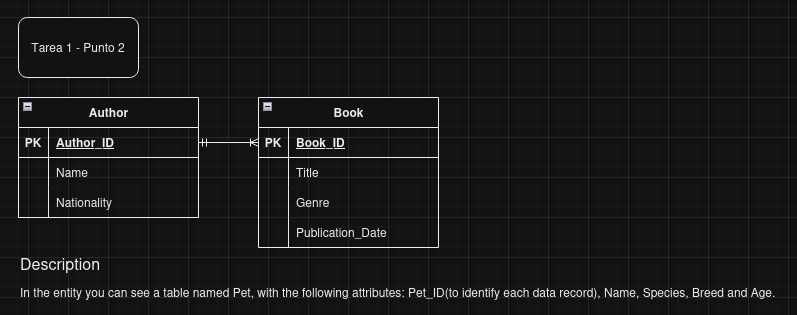 Tarea 1 - Punto 2
Author
PK Author_ID
Name
Nationality
Book
PK Book_ID
Title
Genre
Publication_Date
Description
In the entity you can see a table named Pet, with the following attributes: Pet_ID(to identify each data record), Name, Species, Breed and Age.